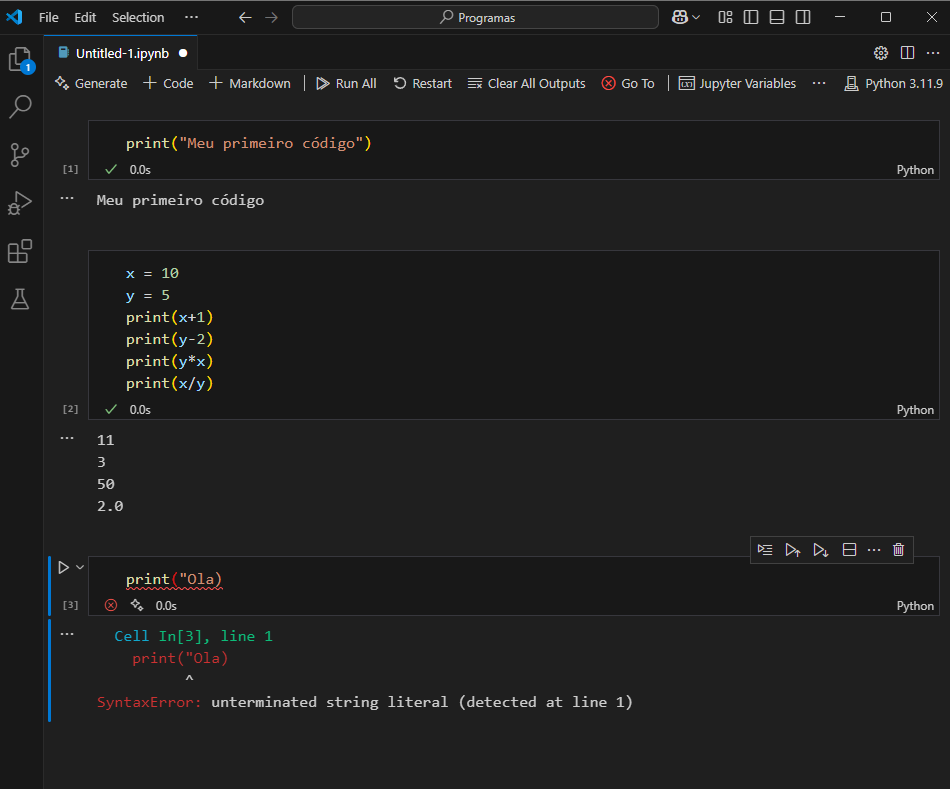 File Edit Selection ··· Programas
1
Untitled-1.ipynb
Generate + Code + Markdown Run All Restart Clear All Outputs Go To Jupyter Variables ··· Python 3.11.9
print("Meu primeiro código")
[1] 0.0s Python
Meu primeiro código
x = 10
y = 5
print(x+1)
print(y-2)
print(y*x)
print(x/y)
[2] 0.0s Python
11
3
50
2.0
print("Ola)
[3] 0.0s Python
Cell In[3], line 1
print("Ola)
^
SyntaxError: unterminated string literal (detected at line 1)